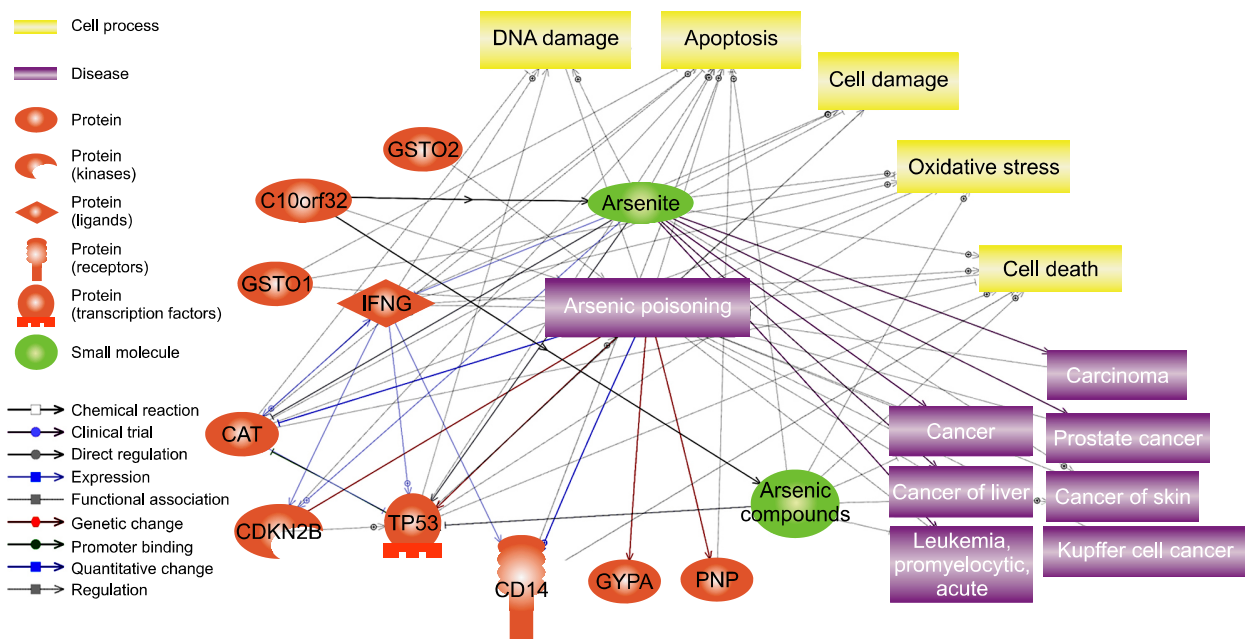 Cell process
Disease
Protein
Protein
(kinases)
Protein
(ligands)
Protein
(receptors)
Protein
(transcription factors)
Small molecule
Chemical reaction
Clinical trial
Direct regulation
Expression
Functional association
Genetic change
Promoter binding
Quantitative change
Regulation
DNA damage
Apoptosis
Cell damage
GSTO2
Oxidative stress
C10orf32
Arsenite
Cell death
GSTO1
IFNG
Arsenic poisoning
Carcinoma
CAT
Cancer
Prostate cancer
Arsenic
compounds
Cancer of liver
Cancer of skin
CDKN2B
TP53
Leukemia,
promyelocytic,
acute
Kupffer cell cancer
CD14
GYPA
PNP